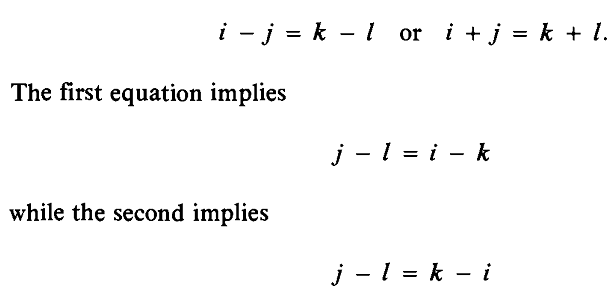 i − j = k − l or i + j = k + l.
The first equation implies
j − l = i − k
while the second implies
j − l = k − i